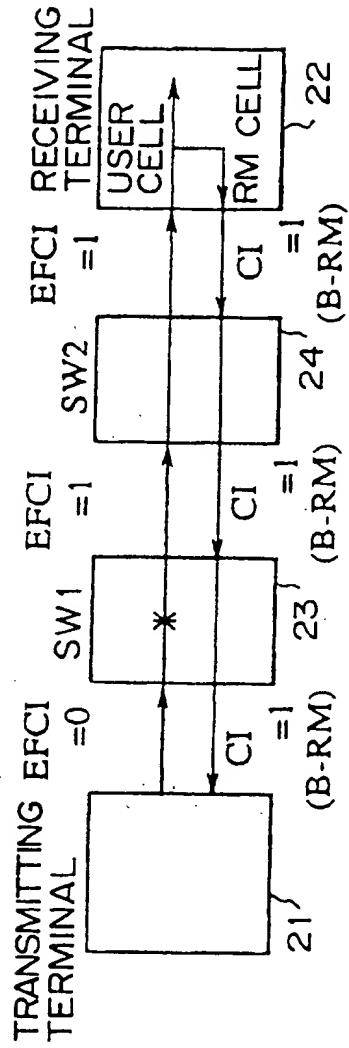 TRANSMITTING
TERMINAL
EFCI
=0
SW1
EFCI
=1
SW2
EFCI
=1
RECEIVING
TERMINAL
USER
CELL
RM CELL
CI
=1
(B-RM)
CI
=1
(B-RM)
CI
=1
(B-RM)
21
23
24
22